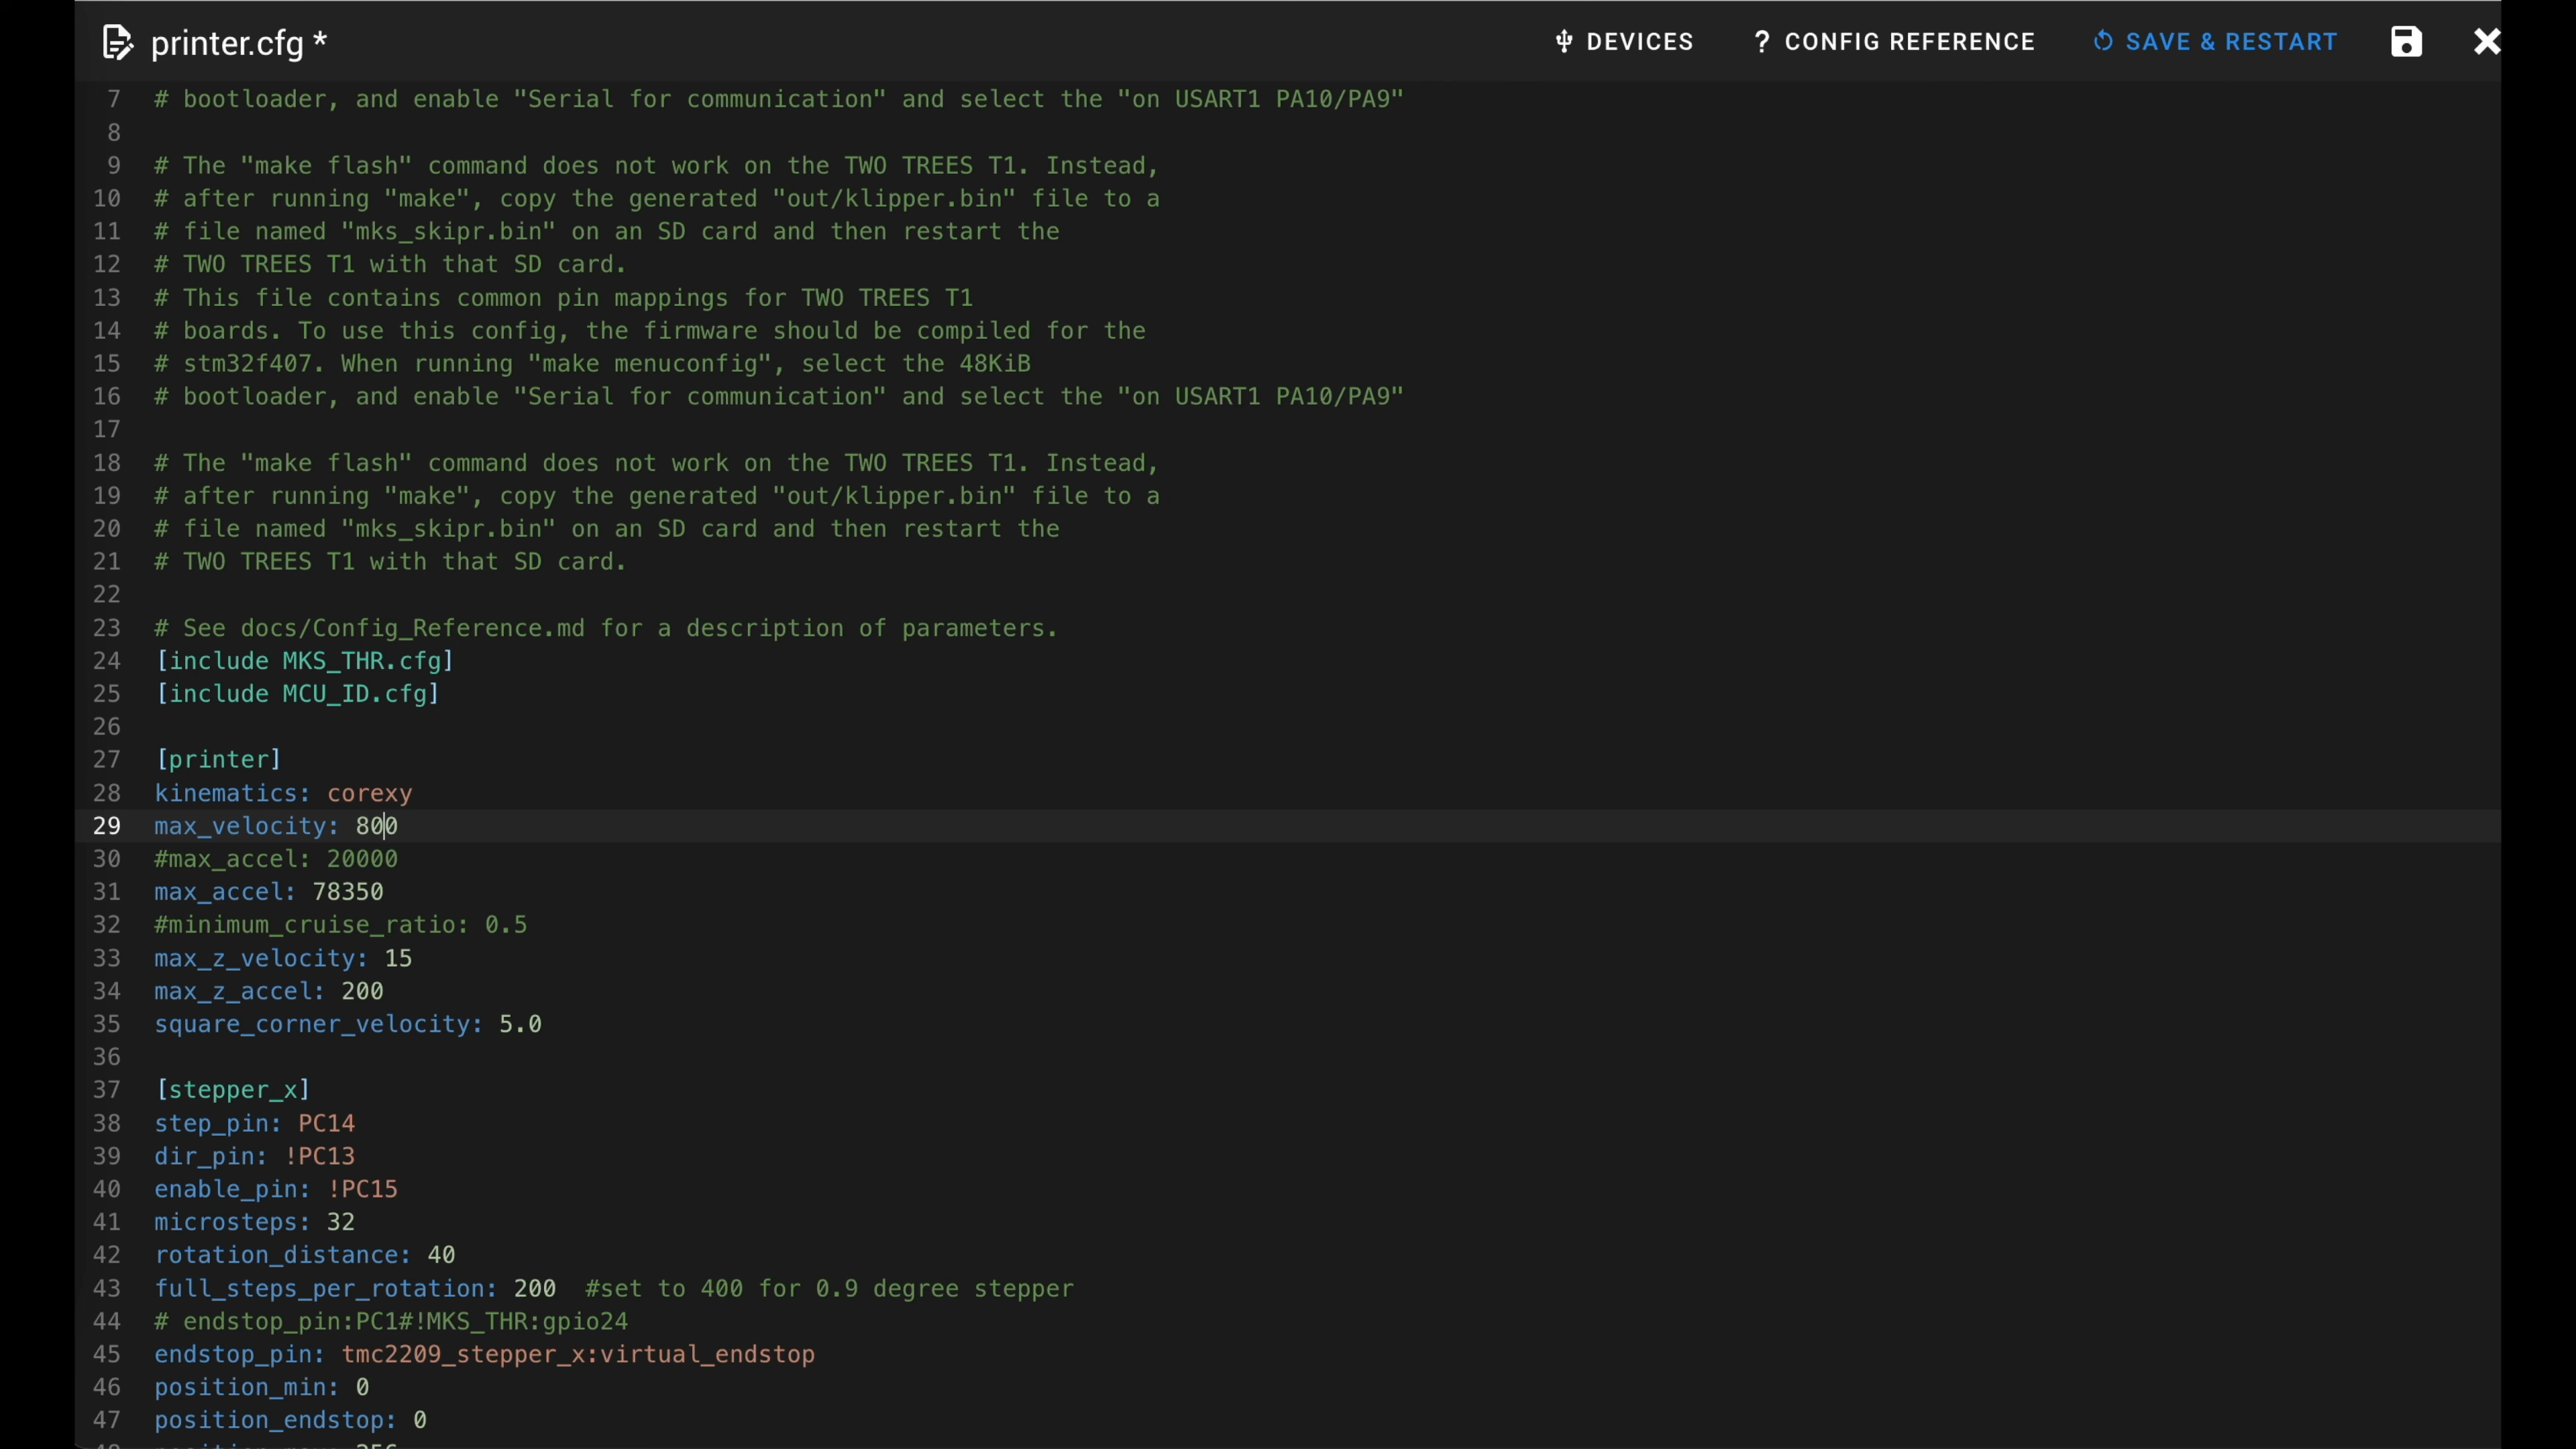 printer.cfg *
DEVICES
? CONFIG REFERENCE
SAVE & RESTART
7 # bootloader, and enable "Serial for communication" and select the "on USART1 PA10/PA9"
8
9 # The "make flash" command does not work on the TWO TREES T1. Instead,
10 # after running "make", copy the generated "out/klipper.bin" file to a
11 # file named "mks_skipr.bin" on an SD card and then restart the
12 # TWO TREES T1 with that SD card.
13 # This file contains common pin mappings for TWO TREES T1
14 # boards. To use this config, the firmware should be compiled for the
15 # stm32f407. When running "make menuconfig", select the 48KiB
16 # bootloader, and enable "Serial for communication" and select the "on USART1 PA10/PA9"
17
18 # The "make flash" command does not work on the TWO TREES T1. Instead,
19 # after running "make", copy the generated "out/klipper.bin" file to a
20 # file named "mks_skipr.bin" on an SD card and then restart the
21 # TWO TREES T1 with that SD card.
22
23 # See docs/Config_Reference.md for a description of parameters.
24 [include MKS_THR.cfg]
25 [include MCU_ID.cfg]
26
27 [printer]
28 kinematics: corexy
29 max_velocity: 800
30 #max_accel: 20000
31 max_accel: 78350
32 #minimum_cruise_ratio: 0.5
33 max_z_velocity: 15
34 max_z_accel: 200
35 square_corner_velocity: 5.0
36
37 [stepper_x]
38 step_pin: PC14
39 dir_pin: !PC13
40 enable_pin: !PC15
41 microsteps: 32
42 rotation_distance: 40
43 full_steps_per_rotation: 200  #set to 400 for 0.9 degree stepper
44 # endstop_pin:PC1#!MKS_THR:gpio24
45 endstop_pin: tmc2209_stepper_x:virtual_endstop
46 position_min: 0
47 position_endstop: 0